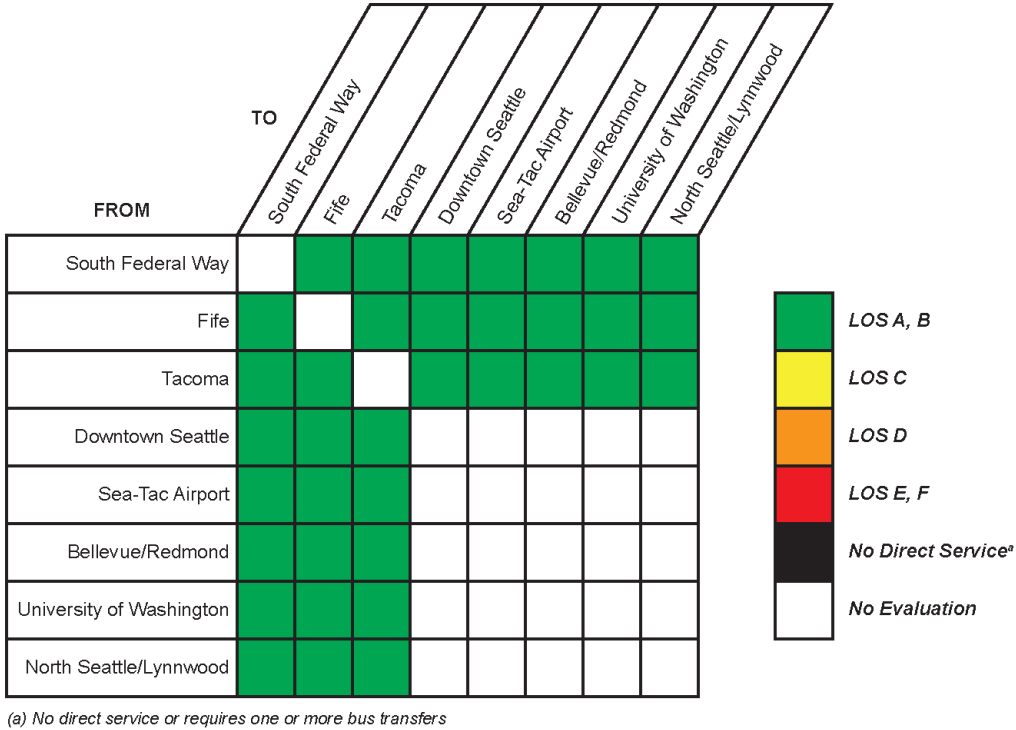 TO
South Federal Way
Fife
Tacoma
Downtown Seattle
Sea-Tac Airport
Bellevue/Redmond
University of Washington
North Seattle/Lynnwood
FROM
South Federal Way
Fife
Tacoma
Downtown Seattle
Sea-Tac Airport
Bellevue/Redmond
University of Washington
North Seattle/Lynnwood
LOS A, B
LOS C
LOS D
LOS E, F
No Direct Serviceª
No Evaluation
(a) No direct service or requires one or more bus transfers